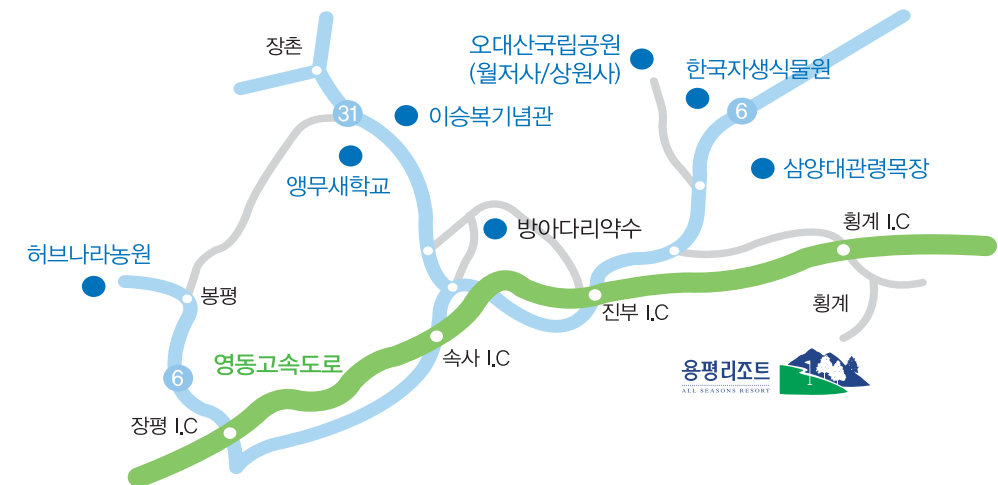 장촌
오대산국립공원
(월저사/상원사)
한국자생식물원
31
6
이승복기념관
앵무새학교
삼양대관령목장
방아다리약수
횡계 I.C
허브나라농원
봉평
횡계
진부 I.C
영동고속도로
속사 I.C
용평리조트
ALL SEASONS RESORT
6
장평 I.C